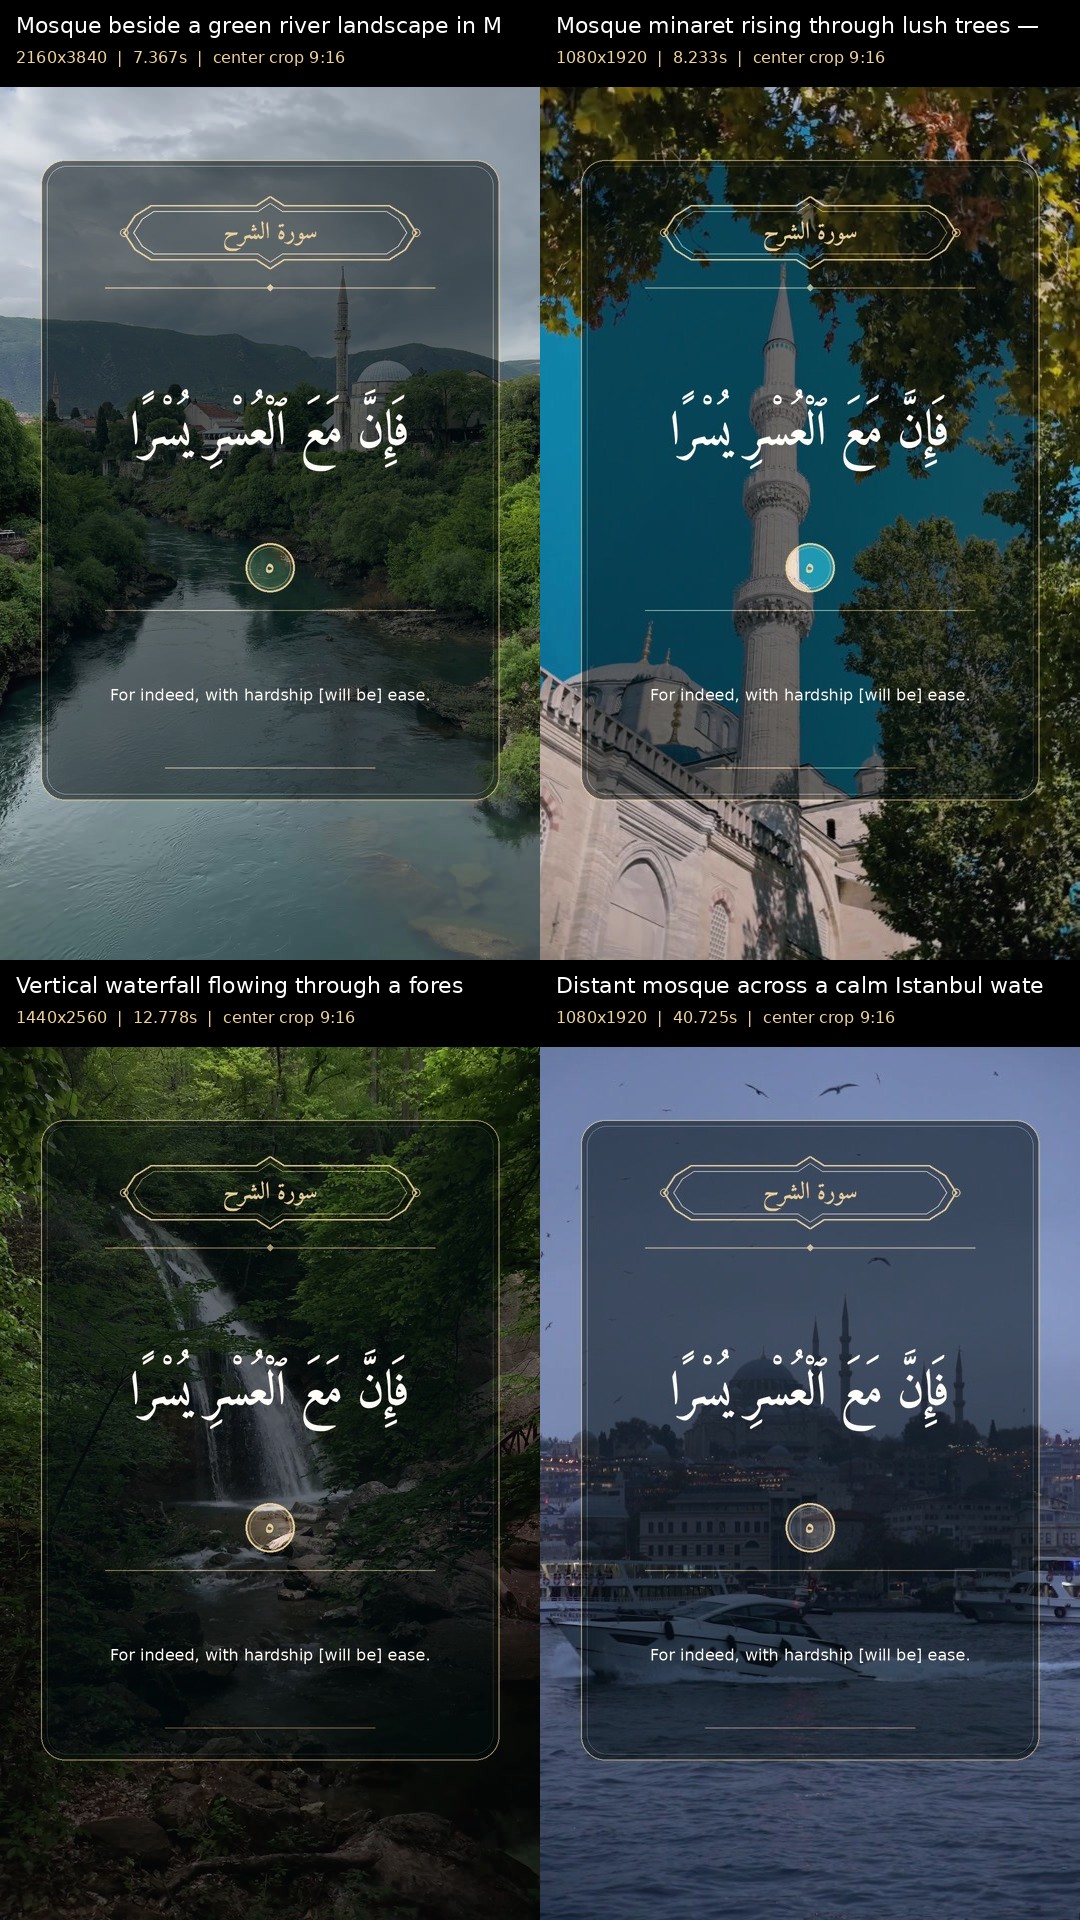 Mosque beside a green river landscape in M
2160x3840 | 7.367s | center crop 9:16
سورة الشرح
فَإِنَّ مَعَ ٱلْعُسْرِ يُسْرًا
٥
For indeed, with hardship [will be] ease.
Mosque minaret rising through lush trees —
1080x1920 | 8.233s | center crop 9:16
سورة الشرح
فَإِنَّ مَعَ ٱلْعُسْرِ يُسْرًا
٥
For indeed, with hardship [will be] ease.
Vertical waterfall flowing through a fores
1440x2560 | 12.778s | center crop 9:16
سورة الشرح
فَإِنَّ مَعَ ٱلْعُسْرِ يُسْرًا
٥
For indeed, with hardship [will be] ease.
Distant mosque across a calm Istanbul wate
1080x1920 | 40.725s | center crop 9:16
سورة الشرح
فَإِنَّ مَعَ ٱلْعُسْرِ يُسْرًا
٥
For indeed, with hardship [will be] ease.